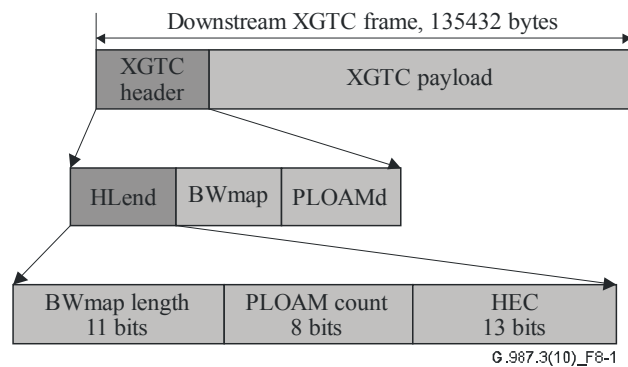 Downstream XGTC frame, 135432 bytes
XGTC
header
XGTC payload
HLend
BWmap
PLOAMd
BWmap length
11 bits
PLOAM count
8 bits
HEC
13 bits
G.987.3(10)_F8-1